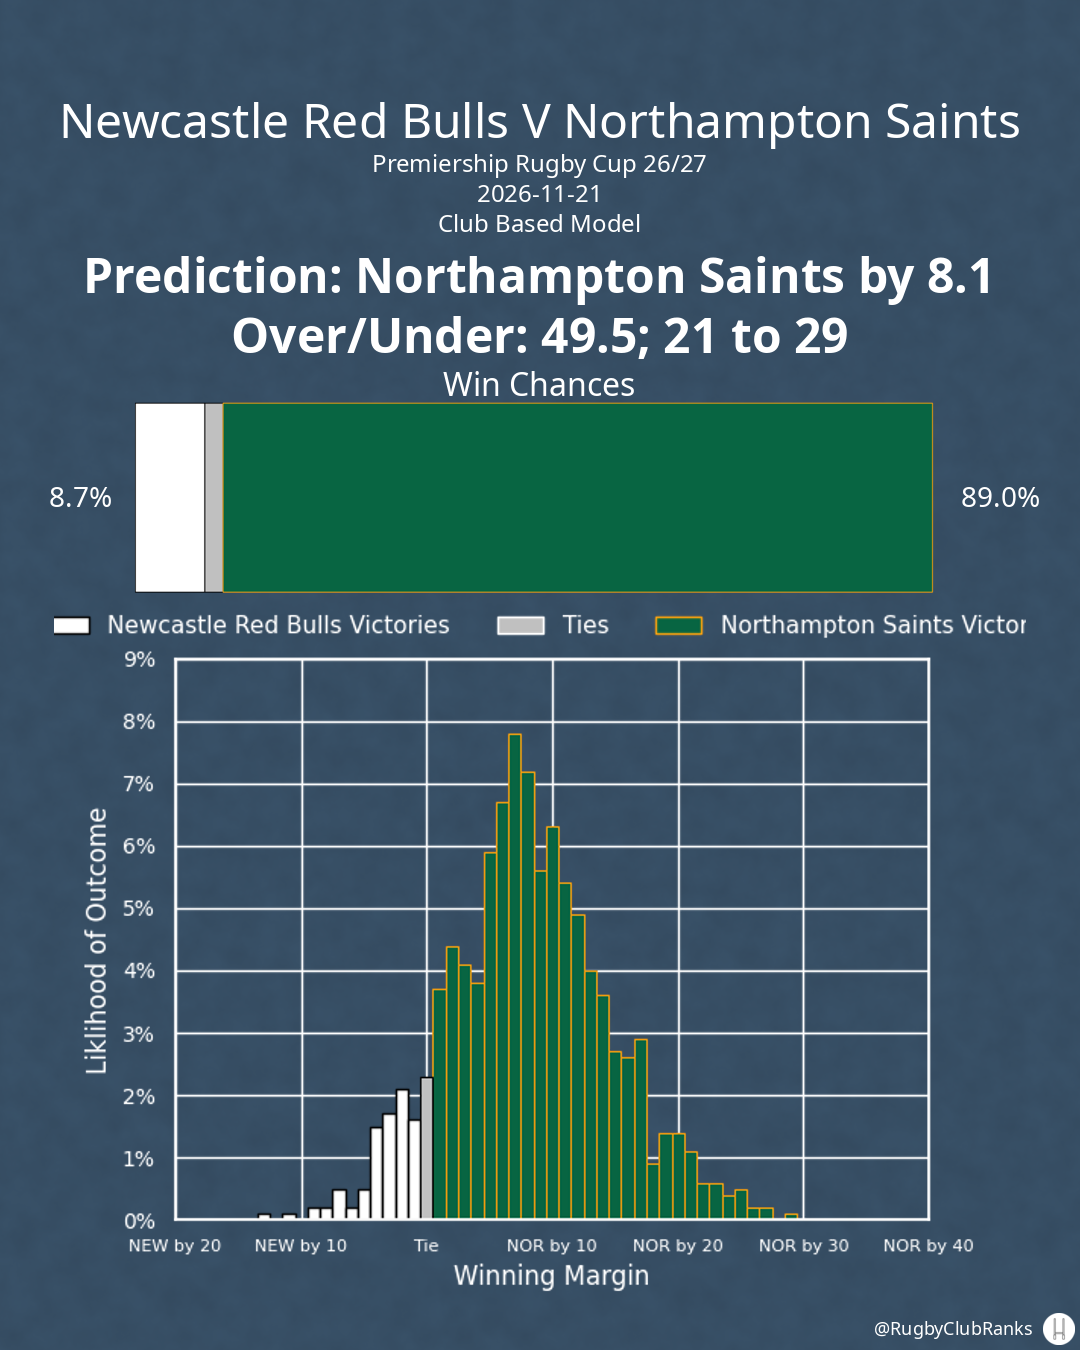 Newcastle Red Bulls V Northampton Saints
Premiership Rugby Cup 26/27
2026-11-21
Club Based Model
Prediction: Northampton Saints by 8.1
Over/Under: 49.5; 21 to 29
Win Chances
8.7%
89.0%
Newcastle Red Bulls Victories
Ties
Northampton Saints Victor
9%
8%
7%
6%
5%
4%
3%
2%
1%
0%
Liklihood of Outcome
NEW by 20
NEW by 10
Tie
NOR by 10
NOR by 20
NOR by 30
NOR by 40
Winning Margin
@RugbyClubRanks